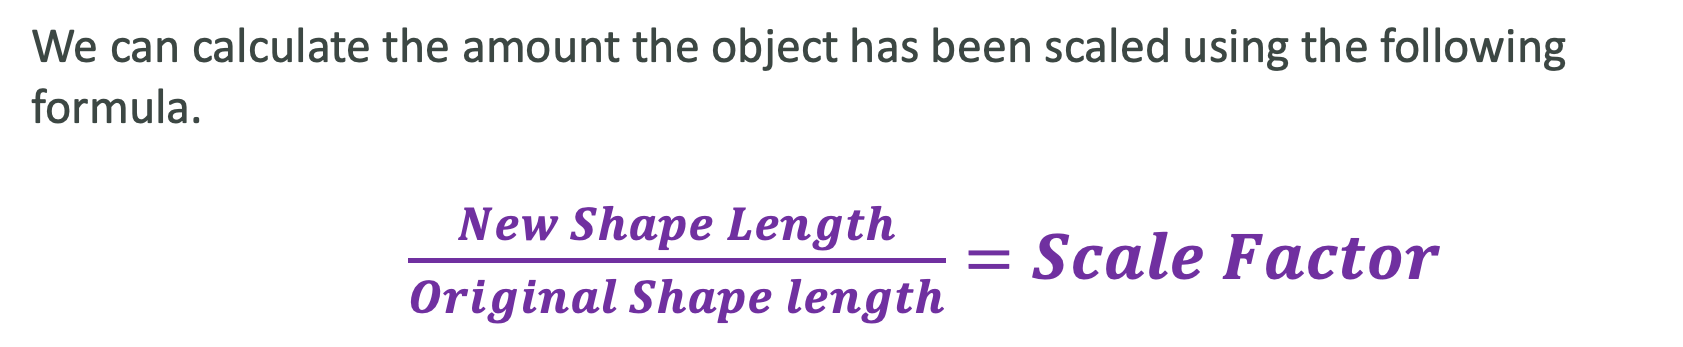 We can calculate the amount the object has been scaled using the following
formula.
New Shape Length
Original Shape length
= Scale Factor